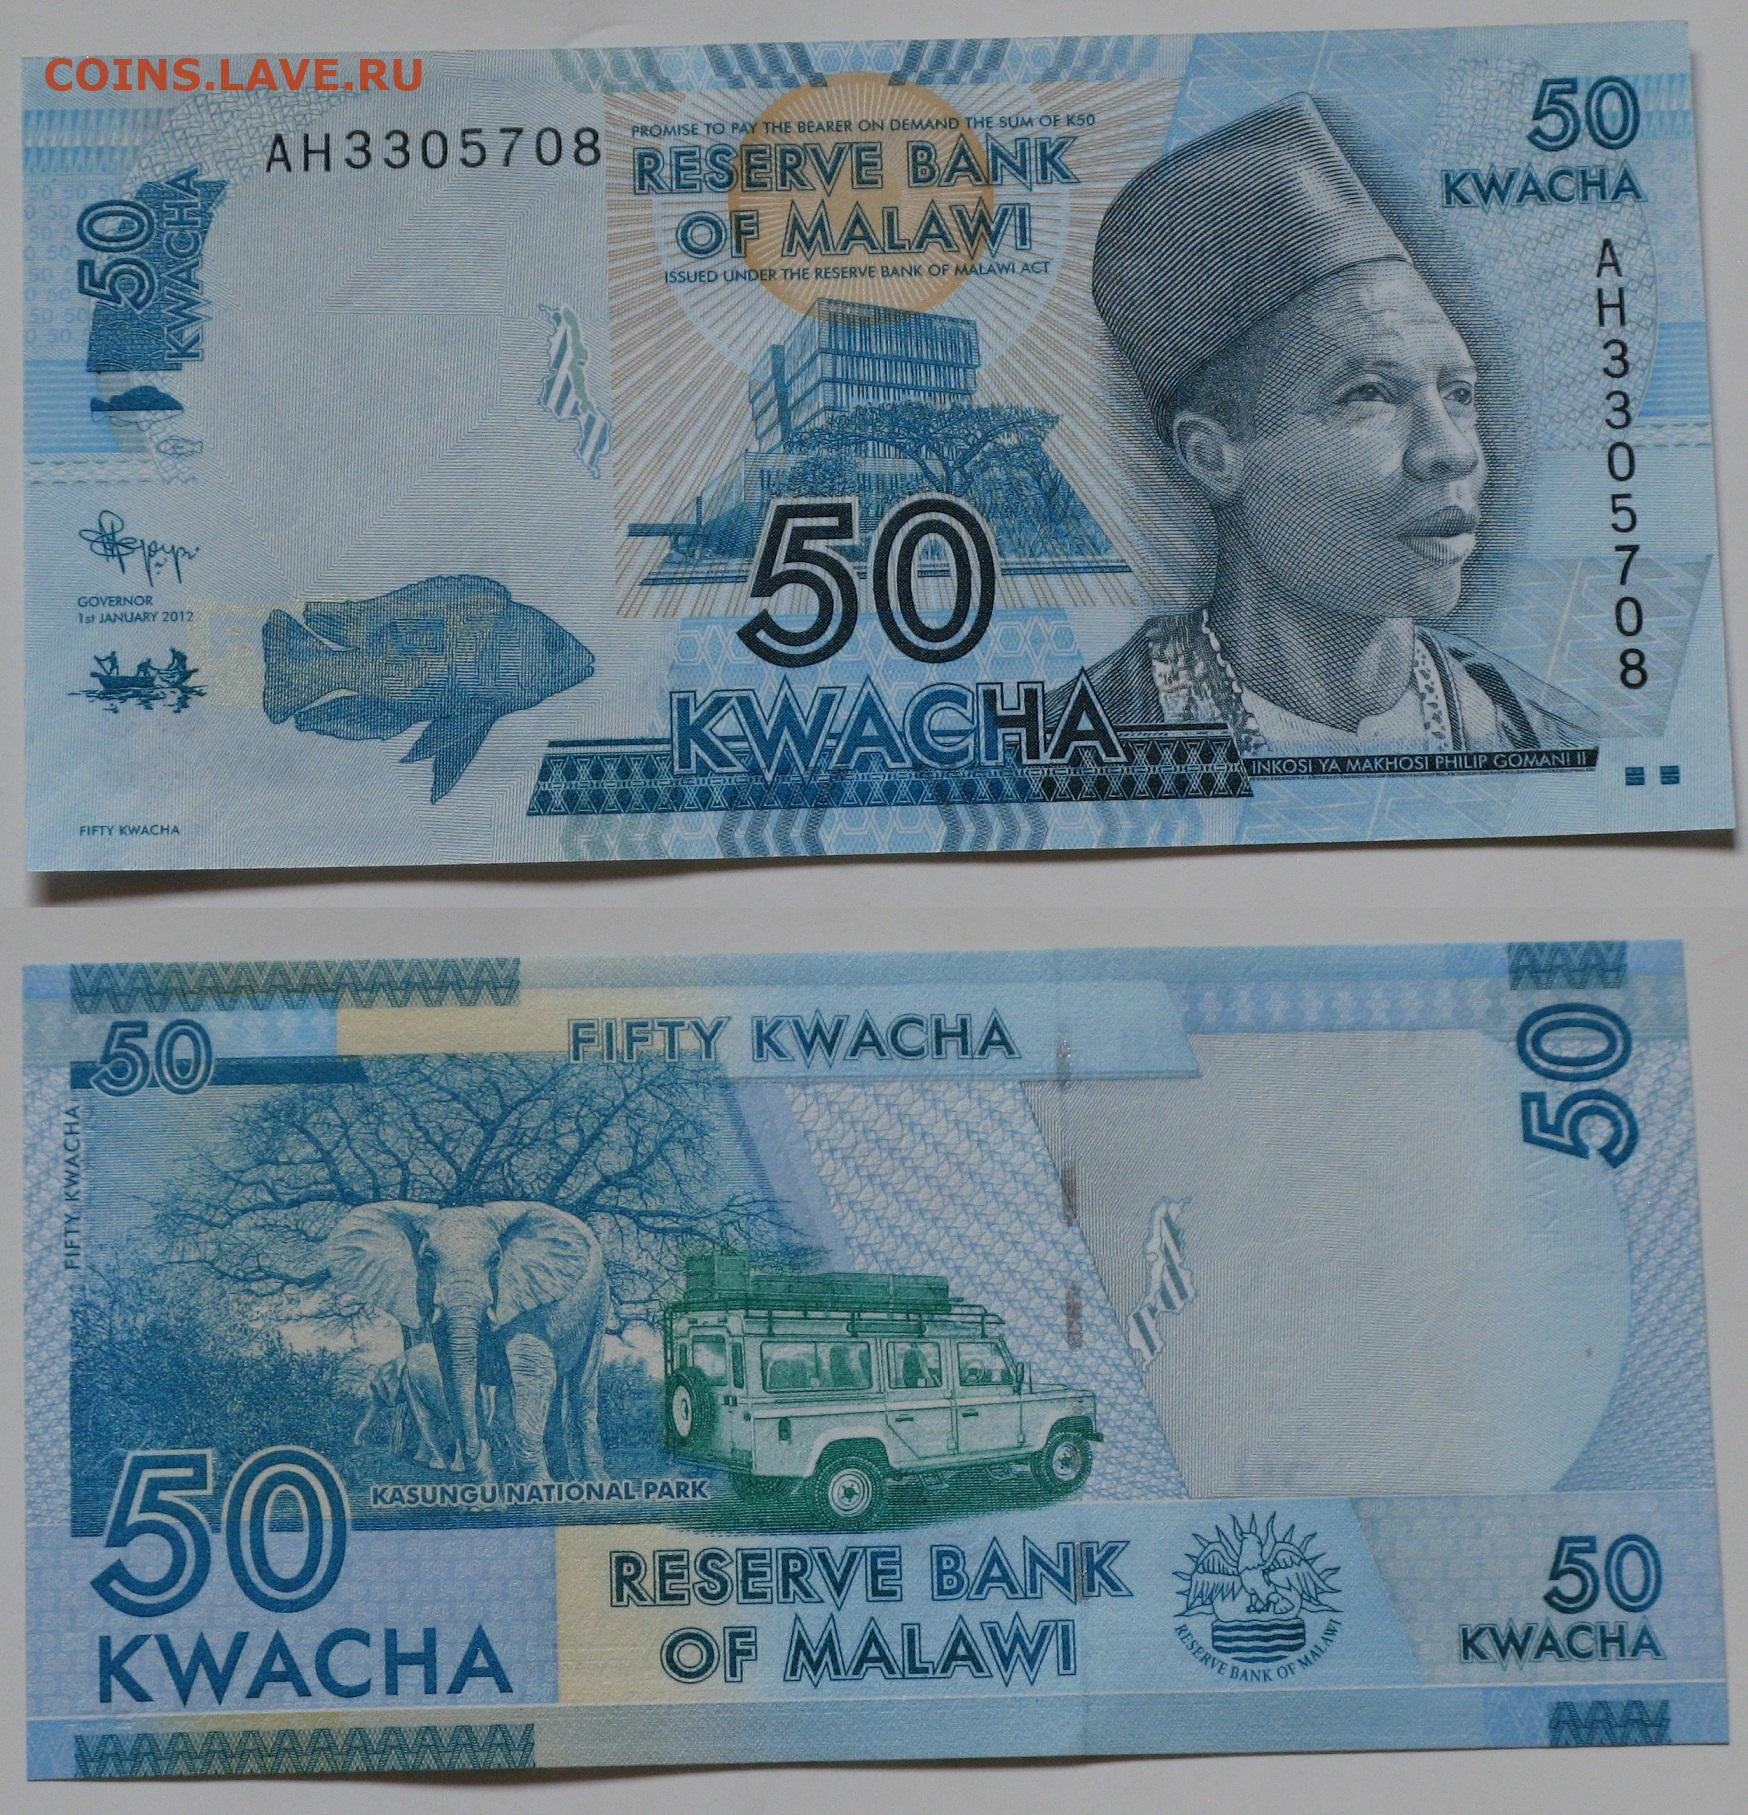 COINS.LAVE.RU
AH3305708
PROMISE TO PAY THE BEARER ON DEMAND THE SUM OF K50
RESERVE BANK
OF MALAWI
ISSUED UNDER THE RESERVE BANK OF MALAWI ACT
50
KWACHA
50
KWACHA
AH3305708
GOVERNOR
1st JANUARY 2012
50
KWACHA
INKOSI YA MAKHOSI PHILIP GOMANI II
FIFTY KWACHA
50
FIFTY KWACHA
50
FIFTY KWACHA
KASUNGU NATIONAL PARK
50
KWACHA
RESERVE BANK
OF MALAWI
RESERVE BANK OF MALAWI
50
KWACHA